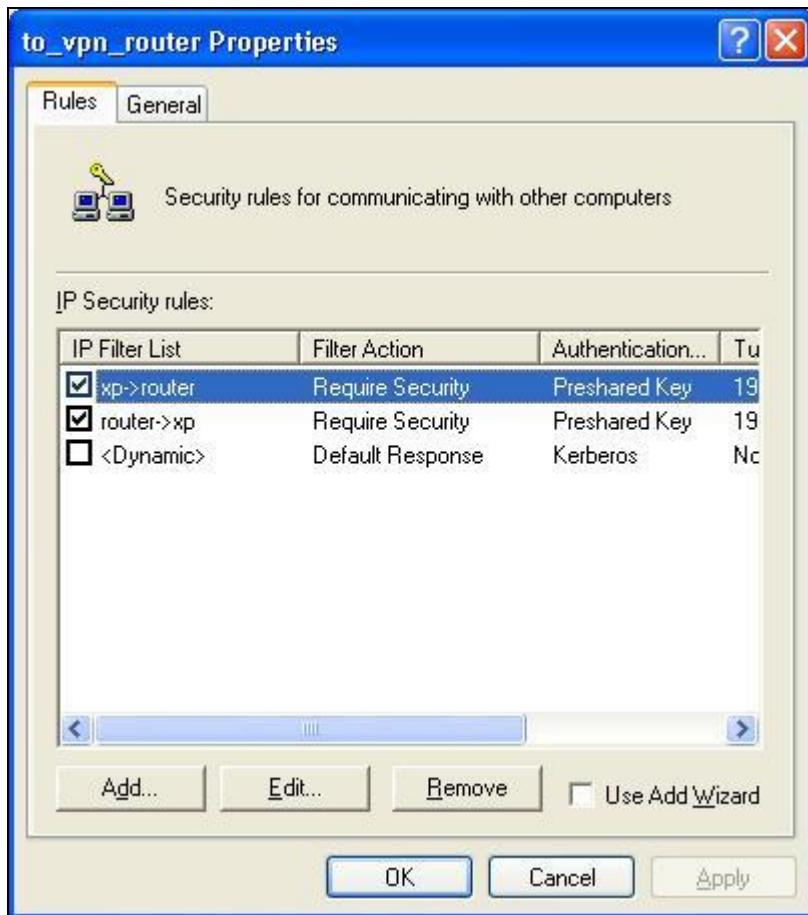 to_vpn_router Properties
Rules General
Security rules for communicating with other computers
IP Security rules:
IP Filter List Filter Action Authentication... Tu
xp->router Require Security Preshared Key 19
router->xp Require Security Preshared Key 19
<Dynamic> Default Response Kerberos Nc
Add... Edit... Remove Use Add Wizard
OK Cancel Apply